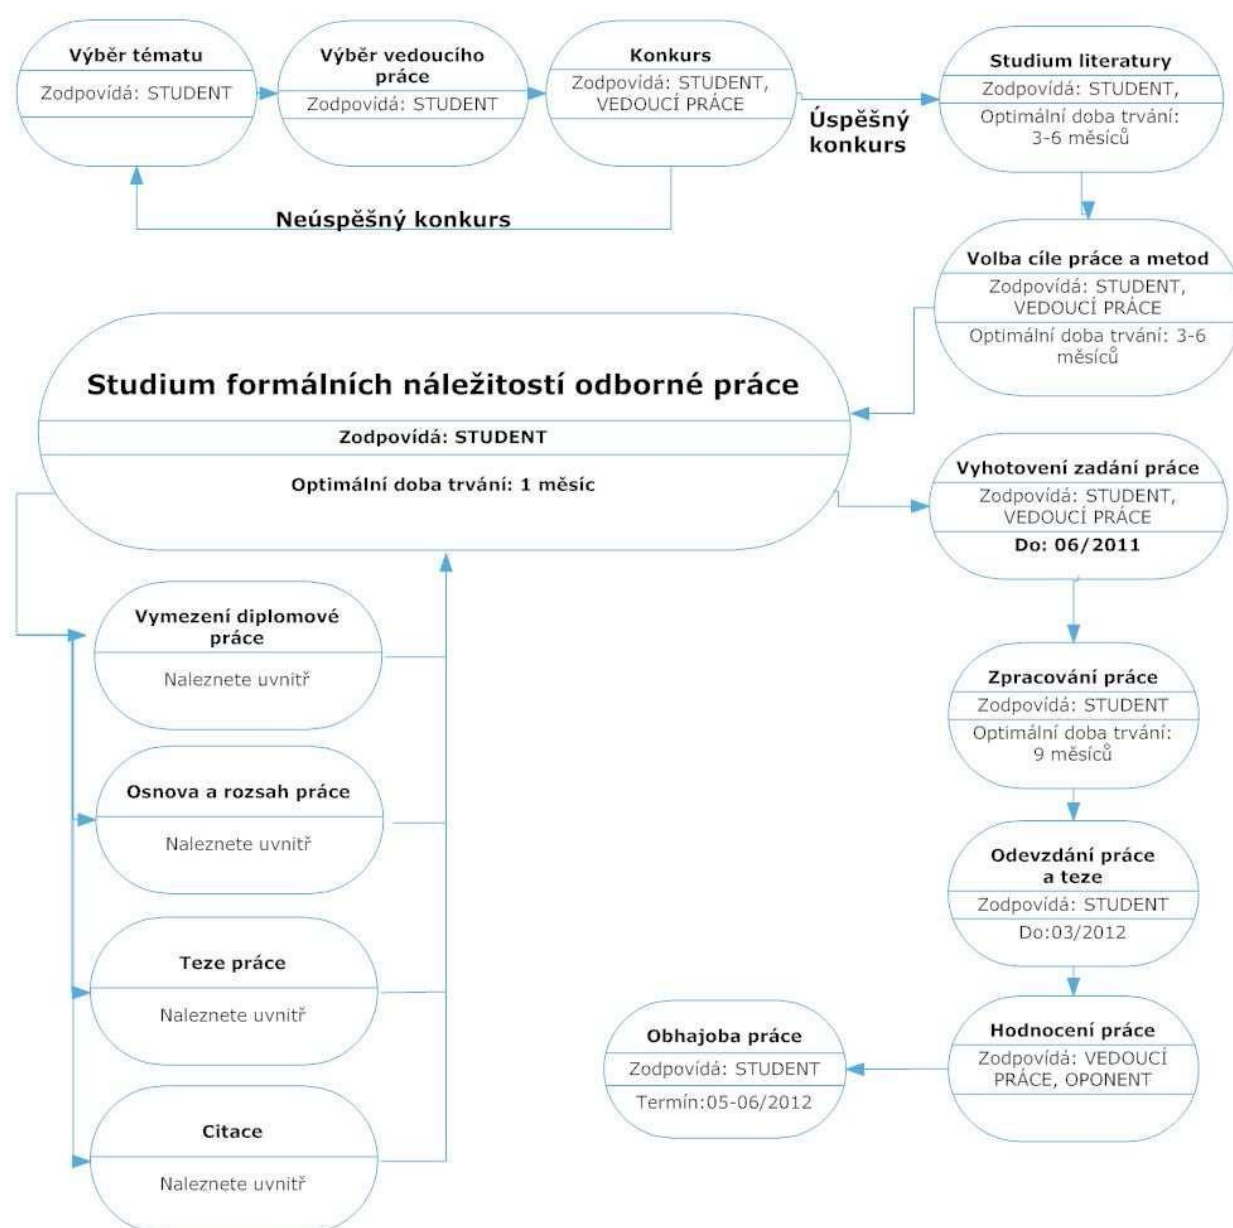 Výběr tématu
Zodpovídá: STUDENT
Výběr vedoucího
práce
Zodpovídá: STUDENT
Konkurs
Zodpovídá: STUDENT,
VEDOUCÍ PRÁCE
Úspěšný
konkurs
Neúspěšný konkurs
Studium literatury
Zodpovídá: STUDENT,
Optimální doba trvání:
3-6 měsíců
Volba cíle práce a metod
Zodpovídá: STUDENT,
VEDOUCÍ PRÁCE
Optimální doba trvání: 3-6
měsíců
Studium formálních náležitostí odborné práce
Zodpovídá: STUDENT
Optimální doba trvání: 1 měsíc
Vymezení diplomové
práce
Naleznete uvnitř
Osnova a rozsah práce
Naleznete uvnitř
Teze práce
Naleznete uvnitř
Citace
Naleznete uvnitř
Vyhotovení zadání práce
Zodpovídá: STUDENT,
VEDOUCÍ PRÁCE
Do: 06/2011
Zpracování práce
Zodpovídá: STUDENT
Optimální doba trvání:
9 měsíců
Odevzdání práce
a teze
Zodpovídá: STUDENT
Do:03/2012
Hodnocení práce
Zodpovídá: VEDOUCÍ
PRÁCE, OPONENT
Obhajoba práce
Zodpovídá: STUDENT
Termín:05-06/2012